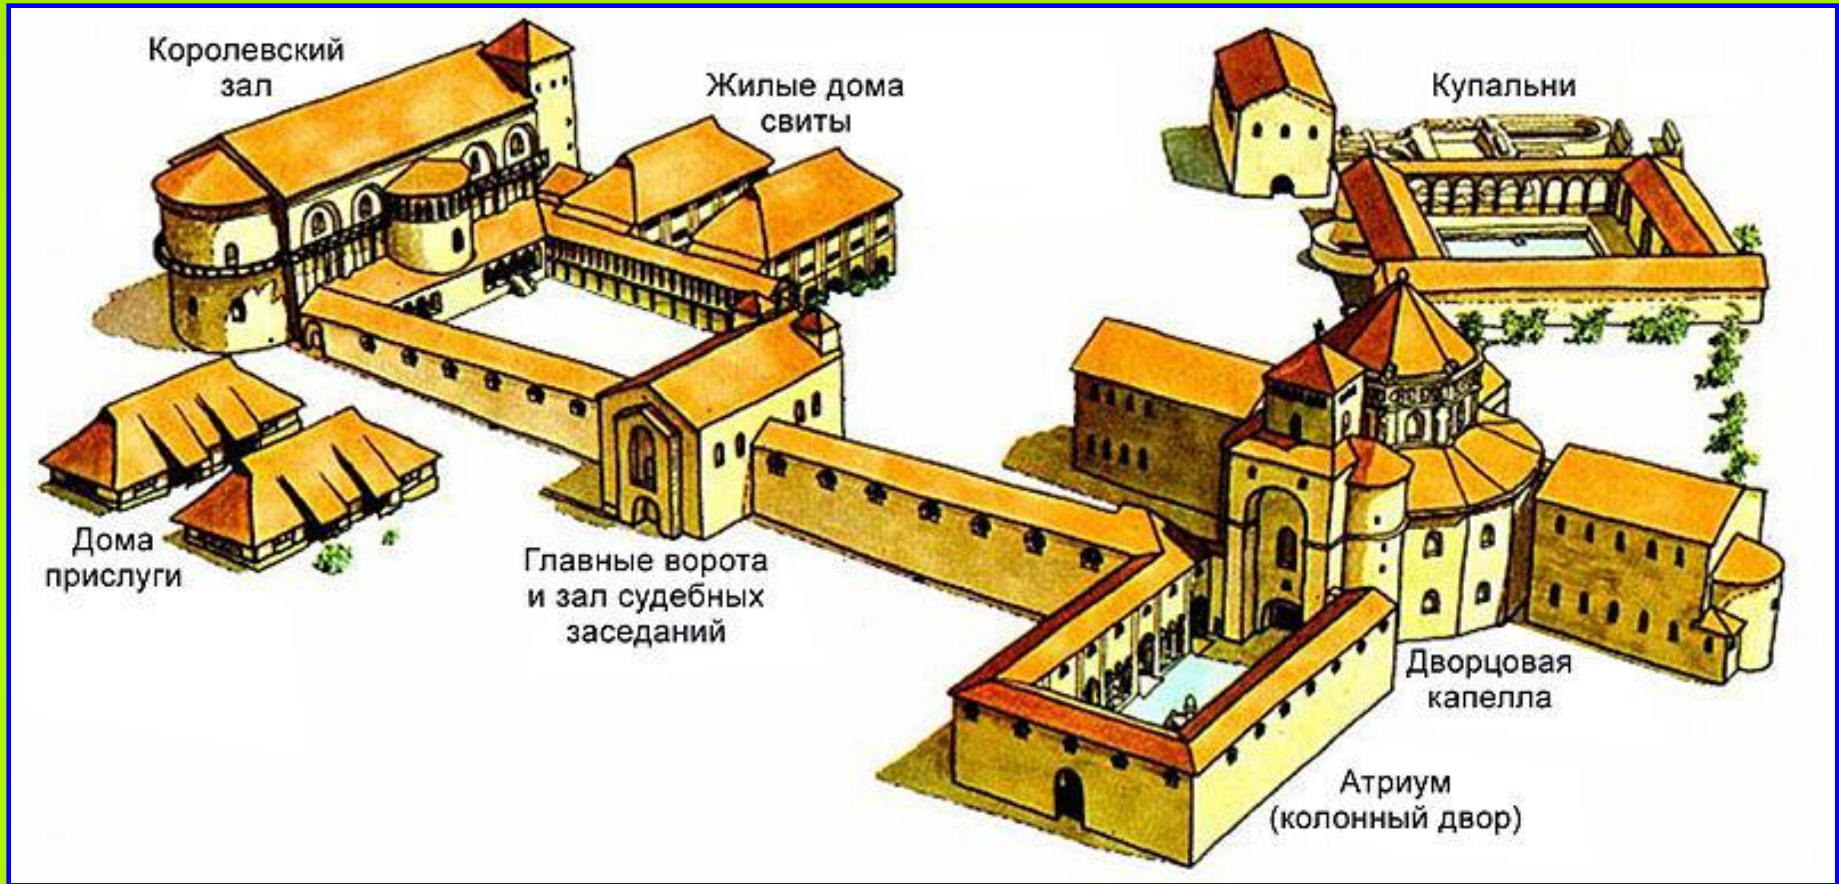 Королевский
зал
Жилые дома
свиты
Купальни
Дома
прислуги
Главные ворота
и зал судебных
заседаний
Дворцовая
капелла
Атриум
(колонный двор)